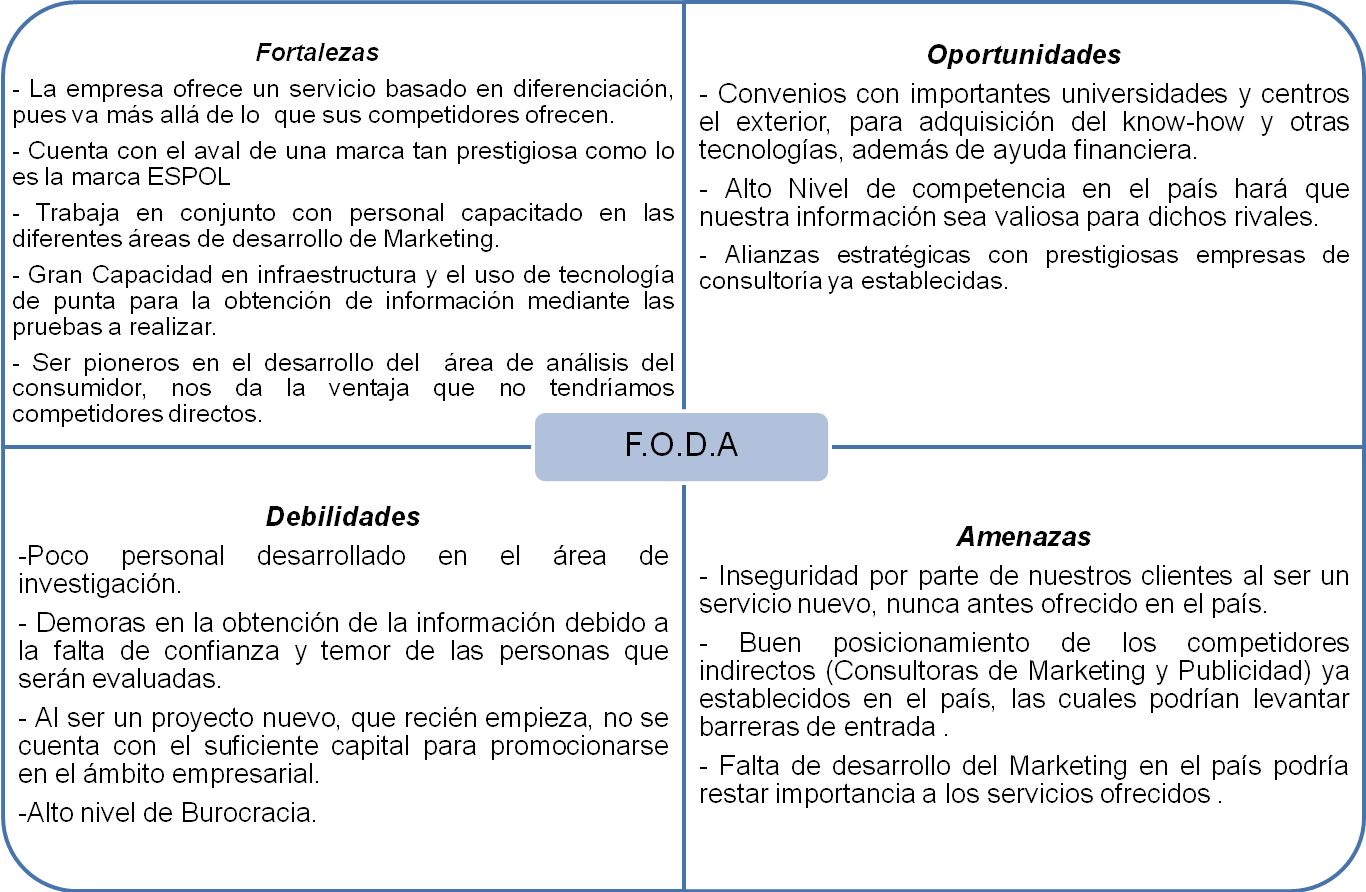 Fortalezas
- La empresa ofrece un servicio basado en diferenciación,
pues va más allá de lo que sus competidores ofrecen.
- Cuenta con el aval de una marca tan prestigiosa como lo
es la marca ESPOL
- Trabaja en conjunto con personal capacitado en las
diferentes áreas de desarrollo de Marketing.
- Gran Capacidad en infraestructura y el uso de tecnología
de punta para la obtención de información mediante las
pruebas a realizar.
- Ser pioneros en el desarrollo del área de análisis del
consumidor, nos da la ventaja que no tendríamos
competidores directos.
Oportunidades
- Convenios con importantes universidades y centros
el exterior, para adquisición del know-how y otras
tecnologías, además de ayuda financiera.
- Alto Nivel de competencia en el país hará que
nuestra información sea valiosa para dichos rivales.
- Alianzas estratégicas con prestigiosas empresas de
consultoría ya establecidas.
F.O.D.A
Debilidades
-Poco personal desarrollado en el área de
investigación.
- Demoras en la obtención de la información debido a
la falta de confianza y temor de las personas que
serán evaluadas.
- Al ser un proyecto nuevo, que recién empieza, no se
cuenta con el suficiente capital para promocionarse
en el ámbito empresarial.
-Alto nivel de Burocracia.
Amenazas
- Inseguridad por parte de nuestros clientes al ser un
servicio nuevo, nunca antes ofrecido en el país.
- Buen posicionamiento de los competidores
indirectos (Consultoras de Marketing y Publicidad) ya
establecidos en el país, las cuales podrían levantar
barreras de entrada .
- Falta de desarrollo del Marketing en el país podría
restar importancia a los servicios ofrecidos .